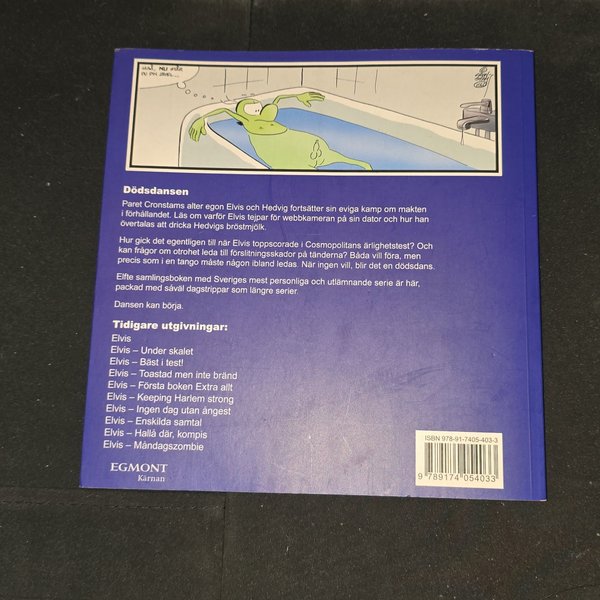 Dödsdansen
Paret Cronstams alter egon Elvis och Hedvig fortsätter sin eviga kamp om makten
i förhållandet. Läs om varför Elvis tejpar för webbkameran på sin dator och hur han
övertalas att dricka Hedvigs bröstmjölk.
Hur gick det egentligen till när Elvis toppscorade i Cosmopolitans ärlighetstest? Och
kan frågor om otrohet leda till förslitningsskador på tänderna? Båda vill föra, men
precis som i en tango måste någon ibland ledas. När ingen vill, blir det en dödsdans.
Elfte samlingsboken med Sveriges mest personliga och utlämnande serie är här,
packad med såväl dagstrippar som längre serier.
Dansen kan börja.
Tidigare utgivningar:
Elvis
Elvis – Under skalet
Elvis – Bäst i test!
Elvis – Toastad men inte bränd
Elvis – Första boken Extra allt
Elvis – Keeping Harlem strong
Elvis – Ingen dag utan ångest
Elvis – Enskilda samtal
Elvis – Hallå där, kompis
Elvis – Måndagszombie
EGMONT
Kärnan
ISBN 978-91-7405-403-3
9 789174 054033